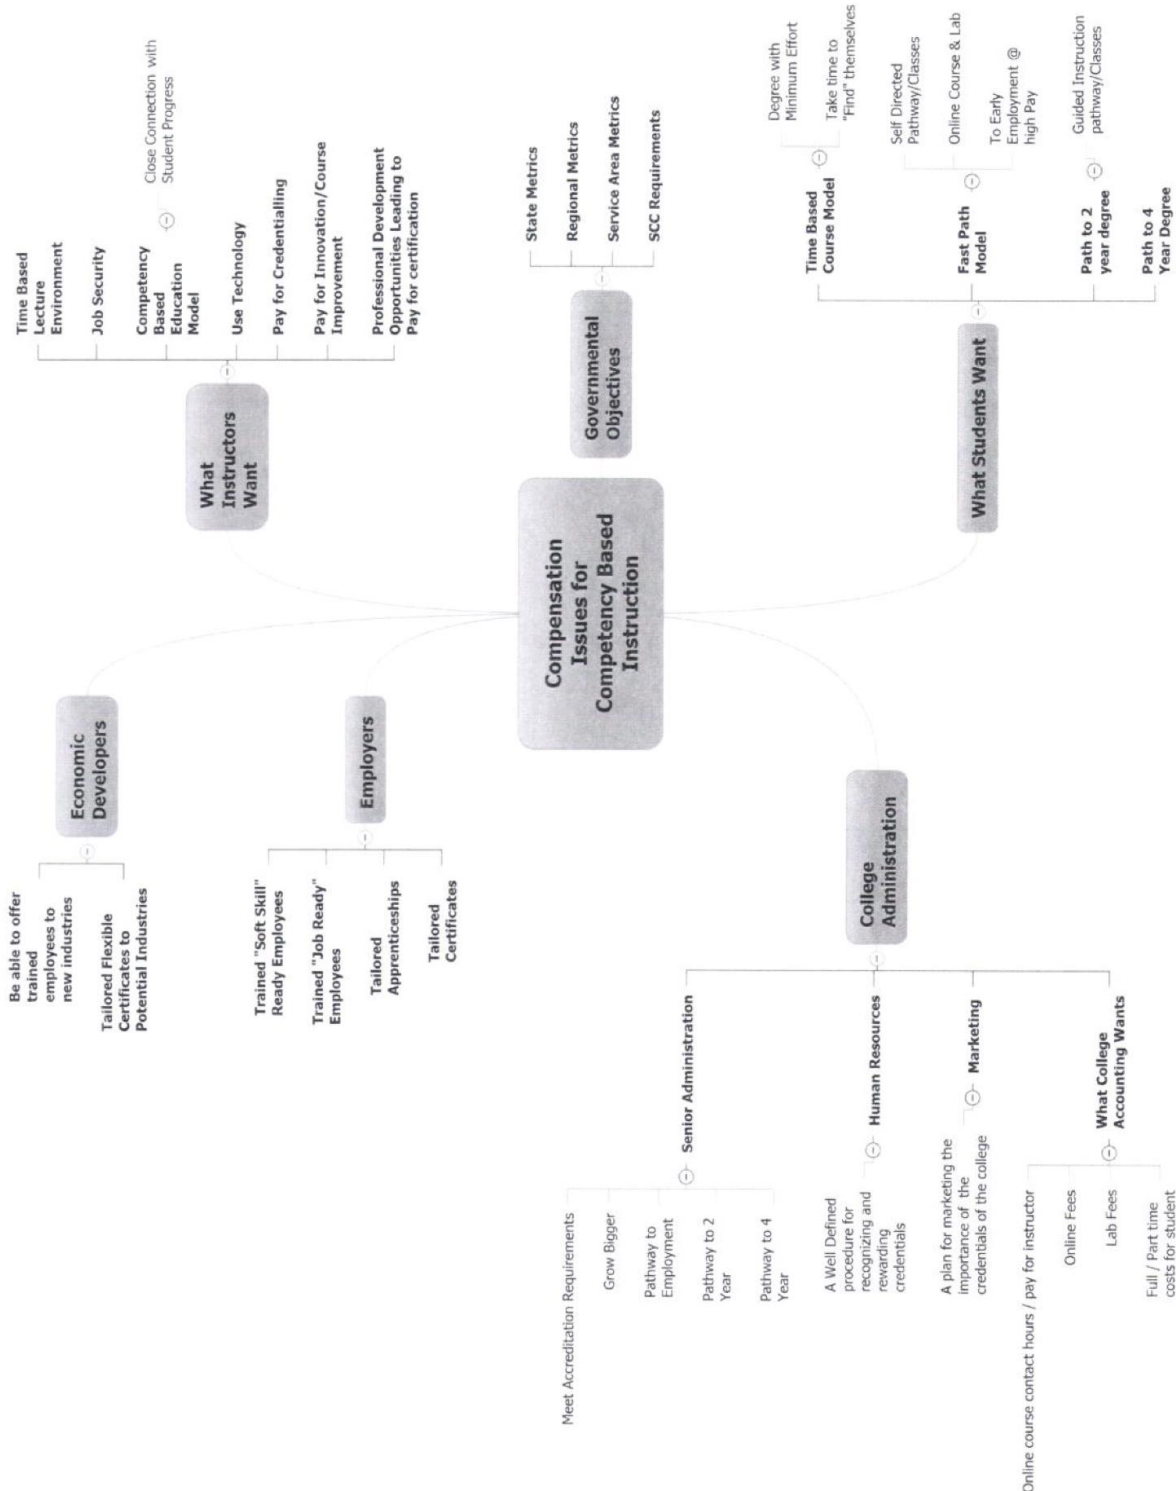 Compensation
Issues for
Competency Based
Instruction
What
Instructors
Want
Time Based
Lecture
Environment
Job Security
Competency
Based
Education
Model
Close Connection with
Student Progress
Use Technology
Pay for Credentialling
Pay for Innovation/Course
Improvement
Professional Development
Opportunities Leading to
Pay for certification
Governmental
Objectives
State Metrics
Regional Metrics
Service Area Metrics
SCC Requirements
What Students Want
Time Based
Course Model
Degree with
Minimum Effort
Take time to
"Find" themselves
Fast Path
Model
Self Directed
Pathway/Classes
Online Course & Lab
To Early
Employment @
high Pay
Path to 2
year degree
Guided Instruction
pathway/Classes
Path to 4
Year Degree
Economic
Developers
Be able to offer
trained
employees to
new industries
Tailored Flexible
Certificates to
Potential Industries
Employers
Trained "Soft Skill"
Ready Employees
Trained "Job Ready"
Employees
Tailored
Apprenticeships
Tailored
Certificates
College
Administration
Senior Administration
Meet Accreditation Requirements
Grow Bigger
Pathway to
Employment
Pathway to 2
Year
Pathway to 4
Year
Human Resources
A Well Defined
procedure for
recognizing and
rewarding
credentials
Marketing
A plan for marketing the
importance of the
credentials of the college
What College
Accounting Wants
Online course contact hours / pay for instructor
Online Fees
Lab Fees
Full / Part time
costs for student